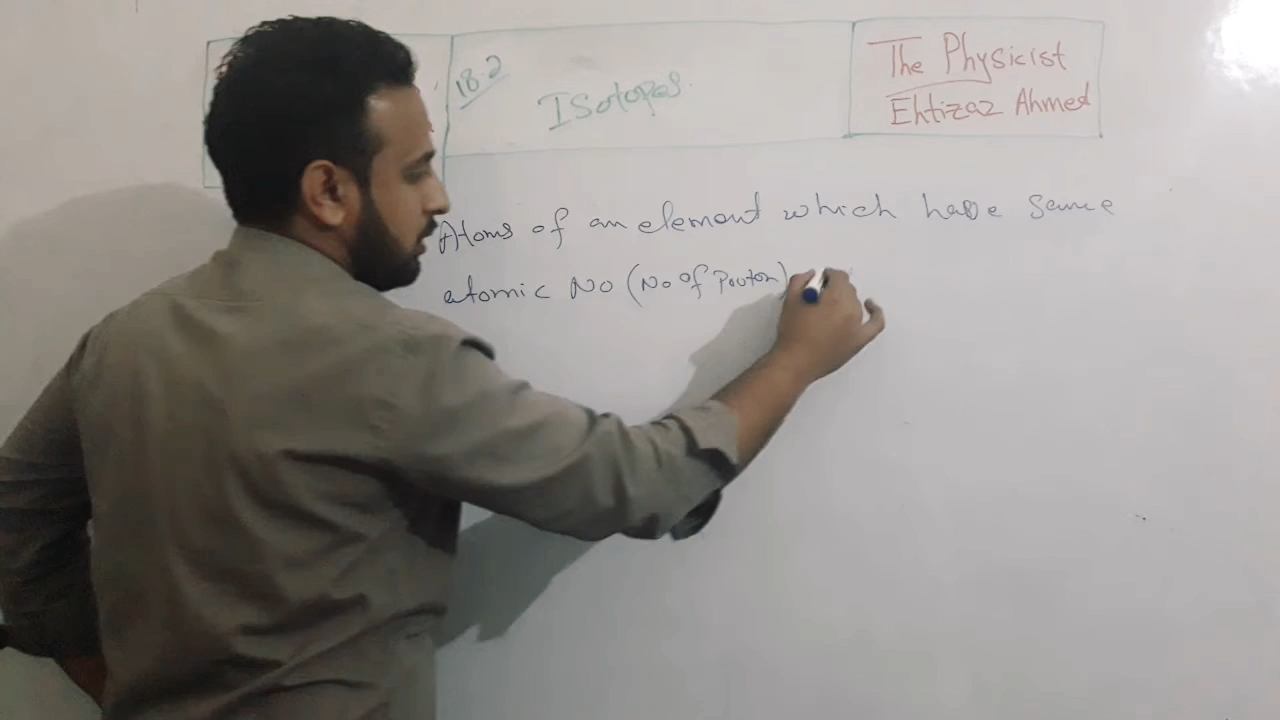 18.2
Isotopes.
The Physicist
Ehtizaz Ahmed
Atoms of an element which have same
atomic No (No of Proton)